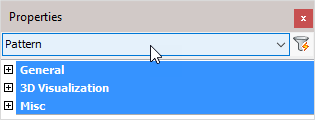 Properties
Pattern
General
3D Visualization
Misc